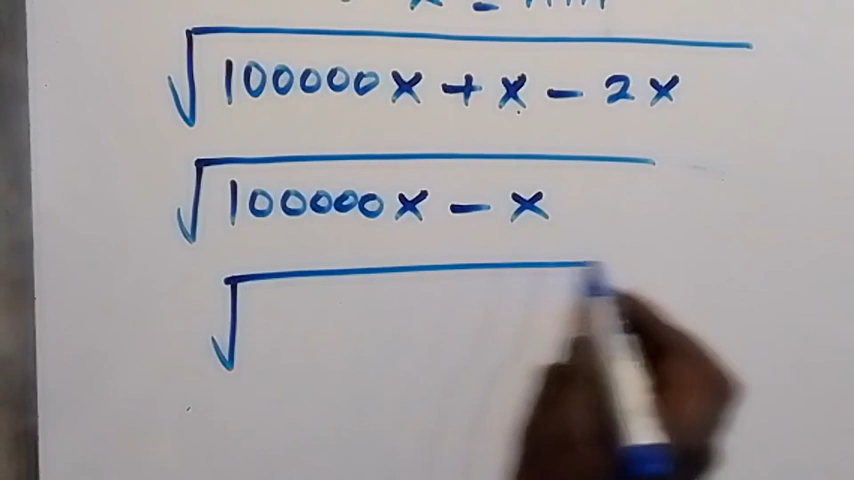 √100000x + x - 2x
√100000x - x
√